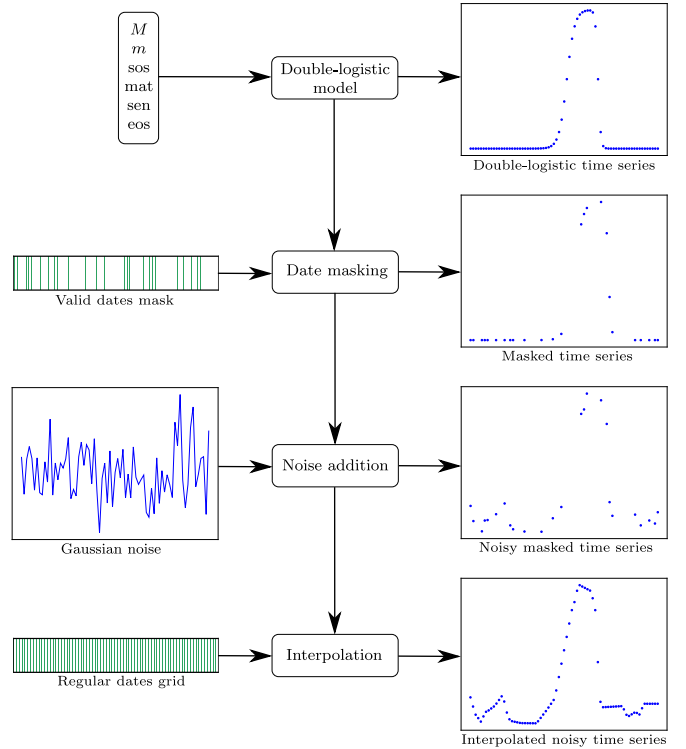 M
m
sos
mat
sen
eos
Double-logistic
model
Double-logistic time series
Valid dates mask
Date masking
Masked time series
Gaussian noise
Noise addition
Noisy masked time series
Regular dates grid
Interpolation
Interpolated noisy time series